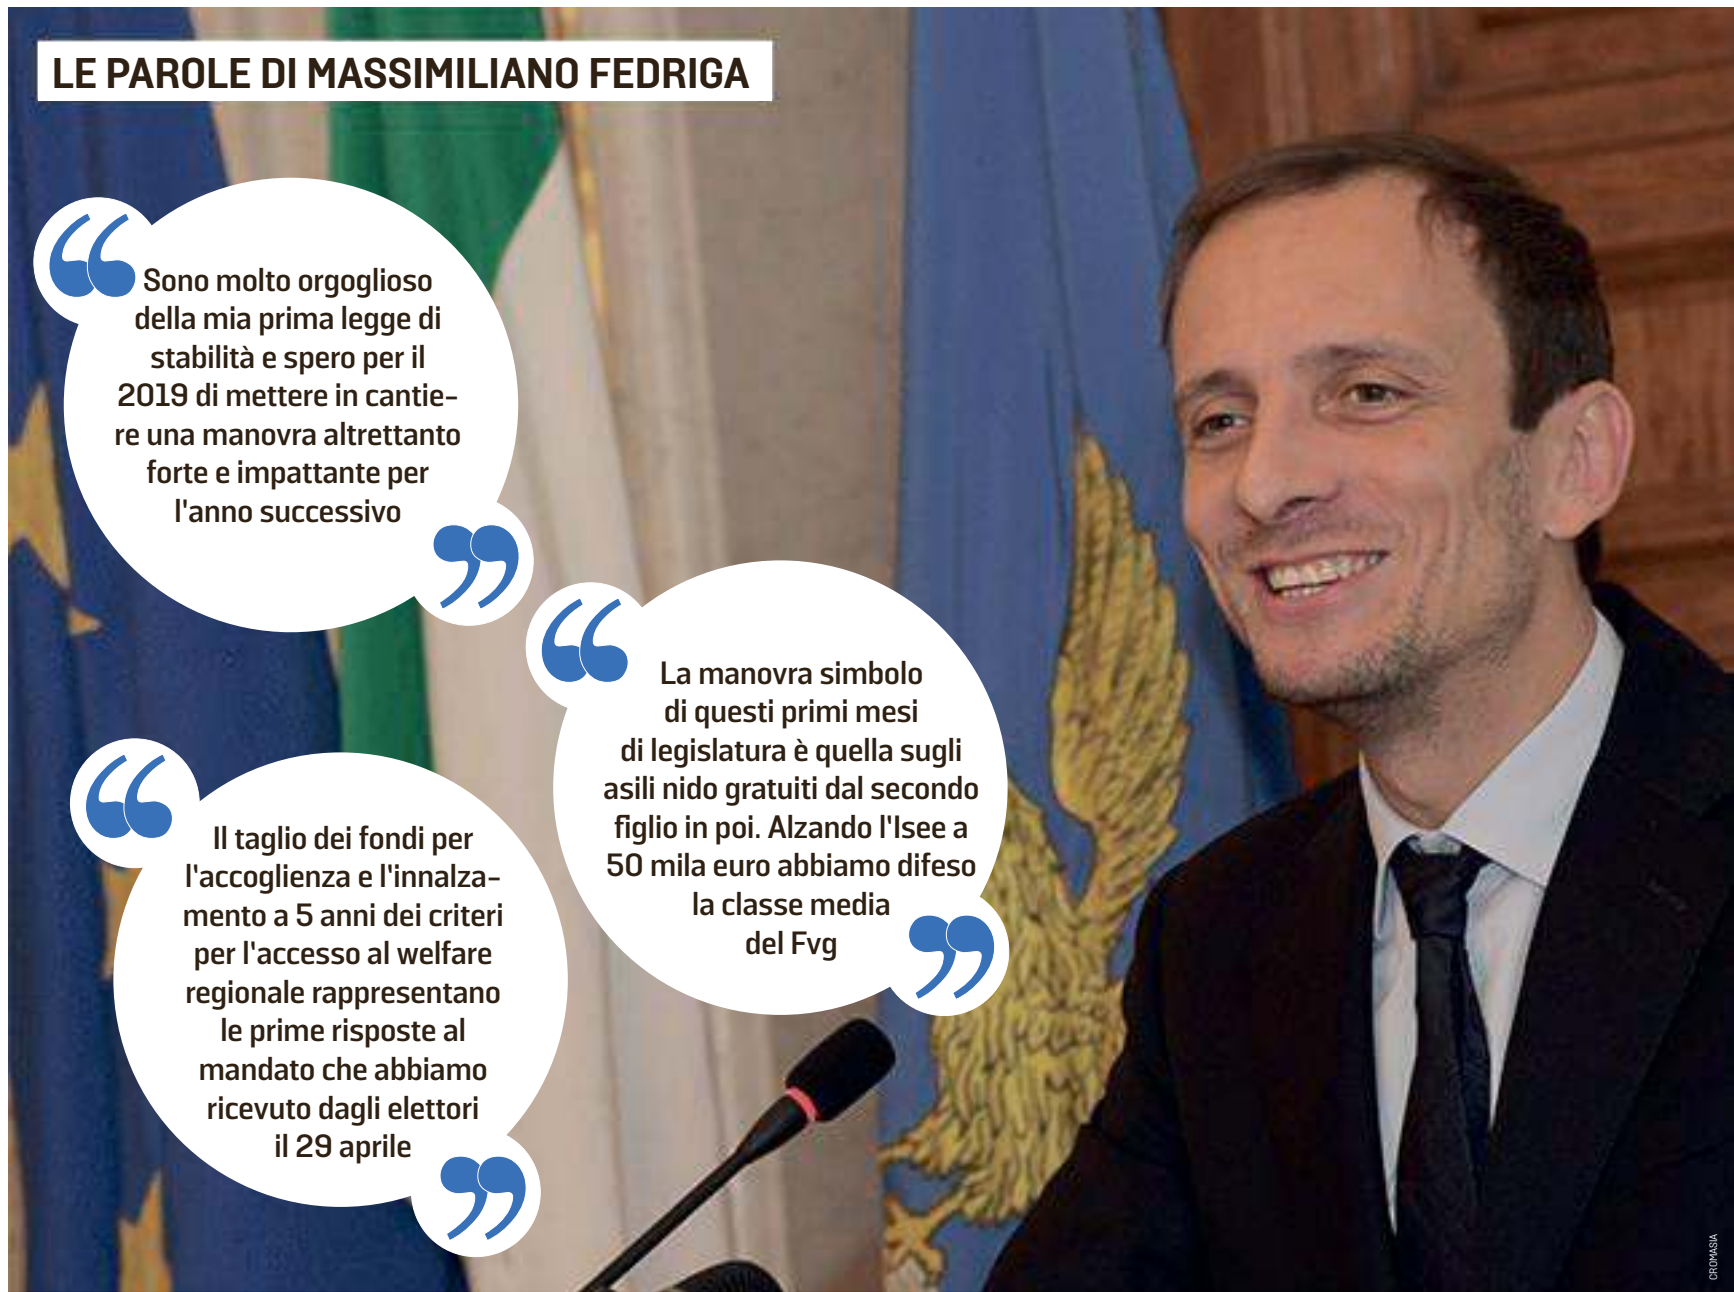 LE PAROLE DI MASSIMILIANO FEDRIGA
Sono molto orgoglioso
della mia prima legge di
stabilità e spero per il
2019 di mettere in cantie-
re una manovra altrettanto
forte e impattante per
l'anno successivo
La manovra simbolo
di questi primi mesi
di legislatura è quella sugli
asili nido gratuiti dal secondo
figlio in poi. Alzando l'Isee a
50 mila euro abbiamo difeso
la classe media
del Fvg
Il taglio dei fondi per
l'accoglienza e l'innalza-
mento a 5 anni dei criteri
per l'accesso al welfare
regionale rappresentano
le prime risposte al
mandato che abbiamo
ricevuto dagli elettori
il 29 aprile
CROMASIA